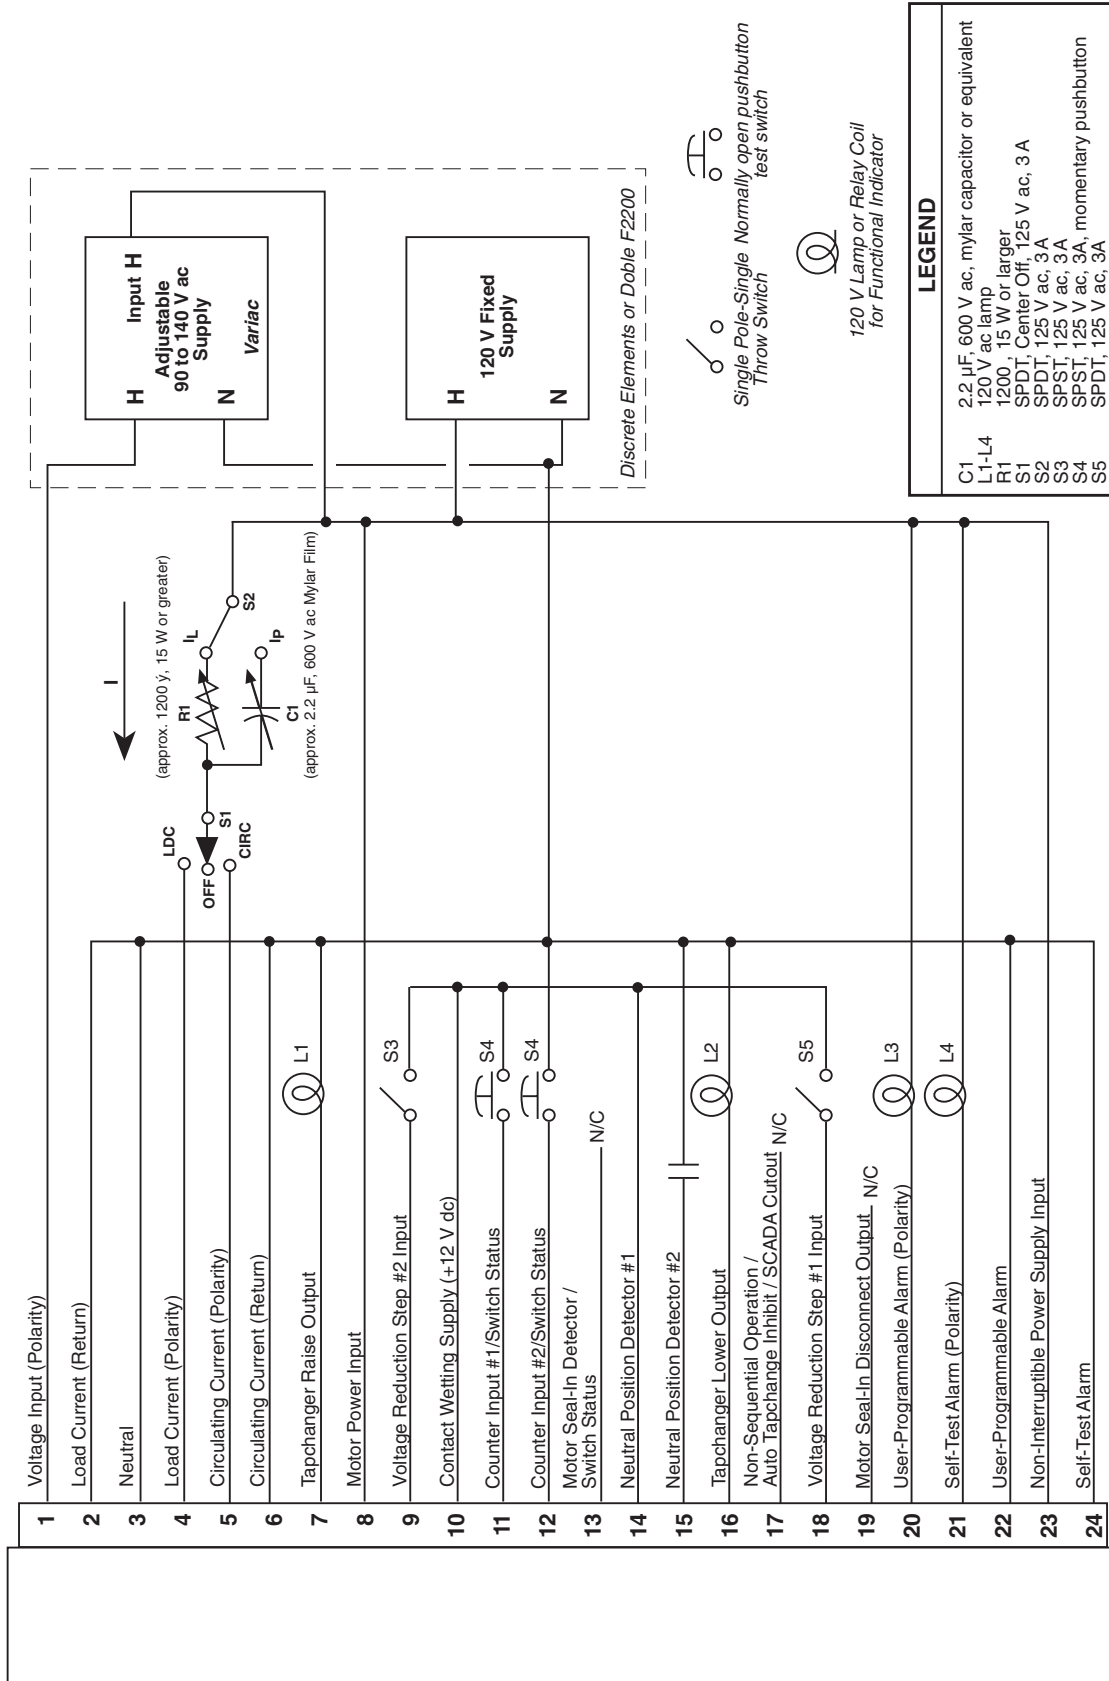 1 Voltage Input (Polarity)
2 Load Current (Return)
3 Neutral
4 Load Current (Polarity)
5 Circulating Current (Polarity)
6 Circulating Current (Return)
7 Tapchanger Raise Output
8 Motor Power Input
9 Voltage Reduction Step #2 Input
10 Contact Wetting Supply (+12 V dc)
11 Counter Input #1/Switch Status
12 Counter Input #2/Switch Status
13 Motor Seal-In Detector /
Switch Status
N/C
14 Neutral Position Detector #1
15 Neutral Position Detector #2
16 Tapchanger Lower Output
17 Non-Sequential Operation /
Auto Tapchange Inhibit / SCADA Cutout N/C
18 Voltage Reduction Step #1 Input
19 Motor Seal-In Disconnect Output N/C
20 User-Programmable Alarm (Polarity)
21 Self-Test Alarm (Polarity)
22 User-Programmable Alarm
23 Non-Interruptible Power Supply Input
24 Self-Test Alarm
L1
S3
S4
S4
L2
S5
L3
L4
LDC
OFF
S1
CIRC
I
(approx. 1200 ý, 15 W or greater)
R1
IL
S2
IP
C1
(approx. 2.2 µF, 600 V ac Mylar Film)
H
Input H
Adjustable
90 to 140 V ac
Supply
N
Variac
H
120 V Fixed
Supply
N
Discrete Elements or Doble F2200
Single Pole-Single
Throw Switch
Normally open pushbutton
test switch
120 V Lamp or Relay Coil
for Functional Indicator
LEGEND
C1 2.2 µF, 600 V ac, mylar capacitor or equivalent
L1-L4 120 V ac lamp
R1 1200 , 15 W or larger
S1 SPDT, Center Off, 125 V ac, 3 A
S2 SPDT, 125 V ac, 3 A
S3 SPST, 125 V ac, 3 A
S4 SPST, 125 V ac, 3A, momentary pushbutton
S5 SPDT, 125 V ac, 3A